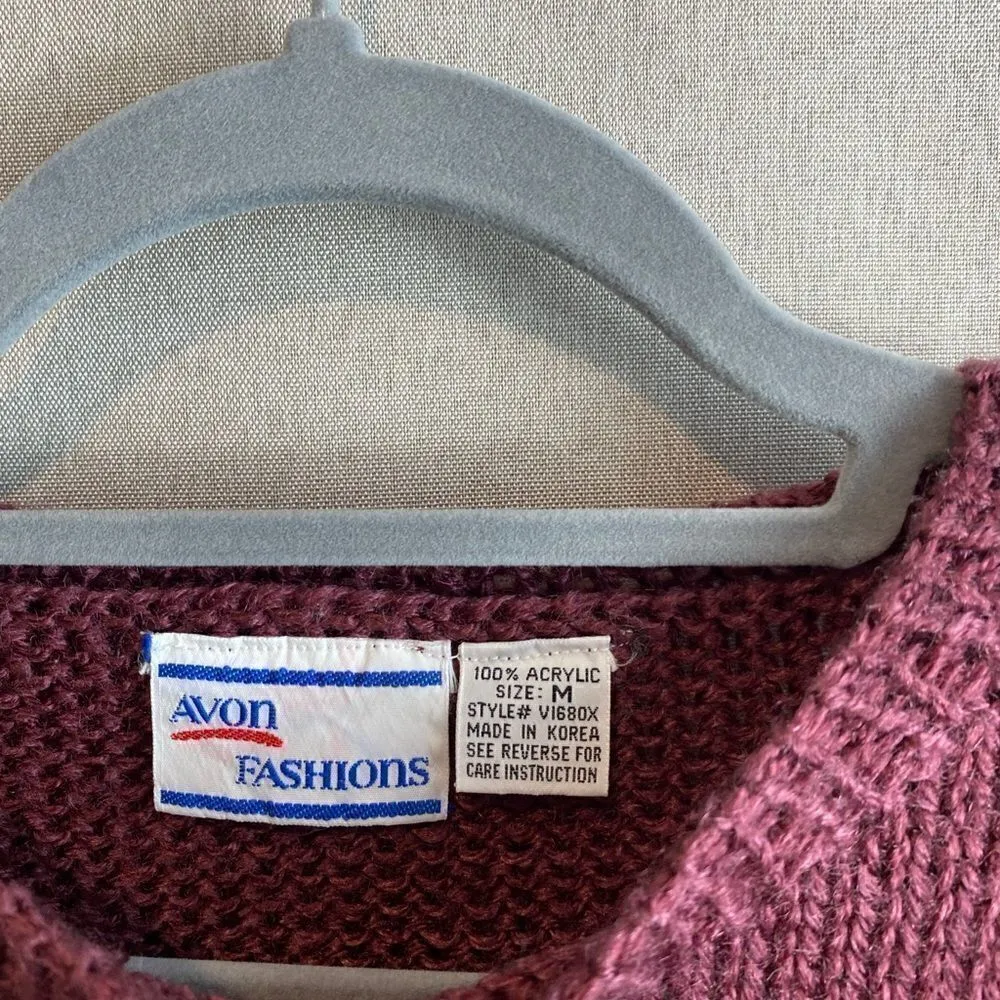 AVON
FASHIONS
100% ACRYLIC
SIZE: M
STYLE# V1680X
MADE IN KOREA
SEE REVERSE FOR
CARE INSTRUCTION